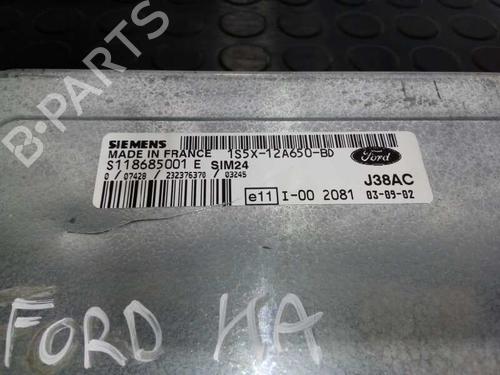 B-PARTS
SIEMENS
MADE IN FRANCE 1S5X-12A650-BD
S118685001 E SIM24
0 / 07428 / 232376370 / 03245
Ford
J38AC
e11 I-00 2081 03-09-02
FORD KA